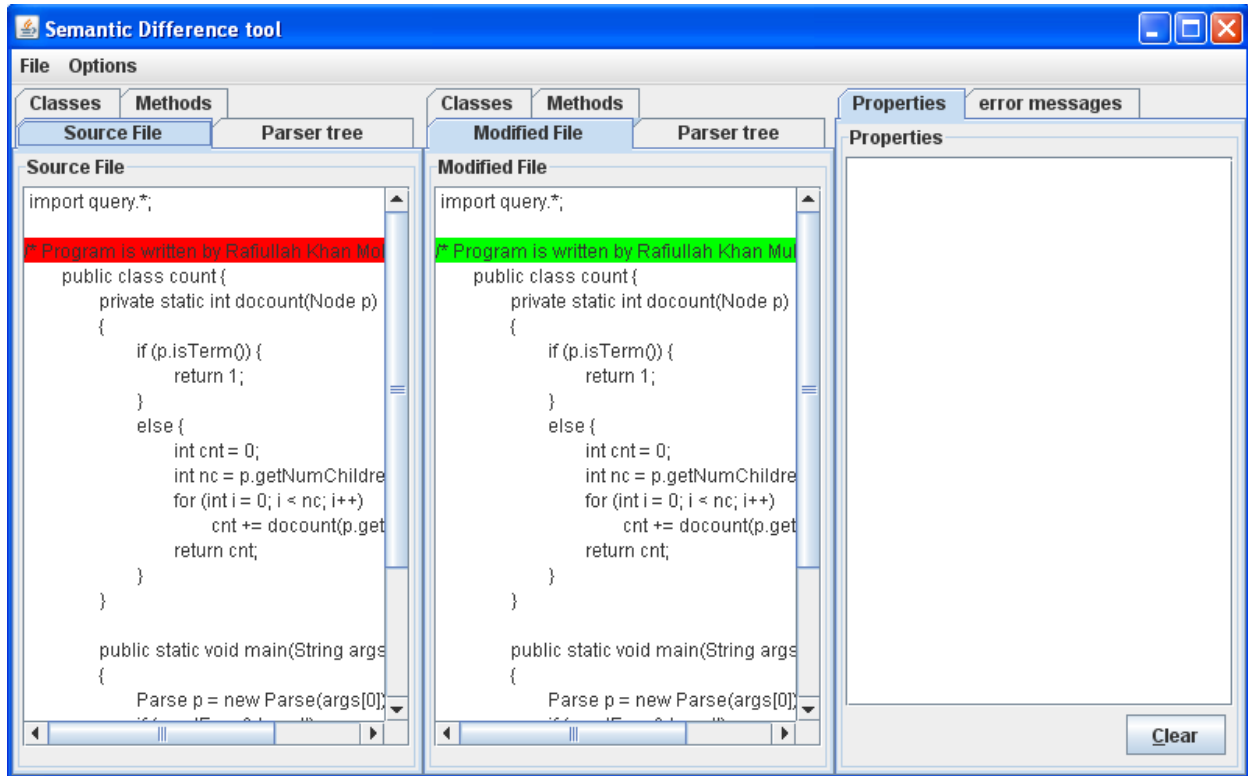 Semantic Difference tool
File Options
Classes Methods
Source File Parser tree
Source File
import query.*;
/* Program is written by Rafiullah Khan Mo
public class count {
private static int docount(Node p)
{
if (p.isTerm()) {
return 1;
}
else {
int cnt = 0;
int nc = p.getNumChildre
for (int i = 0; i < nc; i++)
cnt += docount(p.get
return cnt;
}
}
public static void main(String args
{
Parse p = new Parse(args[0])
Classes Methods
Modified File Parser tree
Modified File
import query.*;
/* Program is written by Rafiullah Khan Mu
public class count {
private static int docount(Node p)
{
if (p.isTerm()) {
return 1;
}
else {
int cnt = 0;
int nc = p.getNumChildre
for (int i = 0; i < nc; i++)
cnt += docount(p.get
return cnt;
}
}
public static void main(String args
{
Parse p = new Parse(args[0])
Properties error messages
Properties
Clear